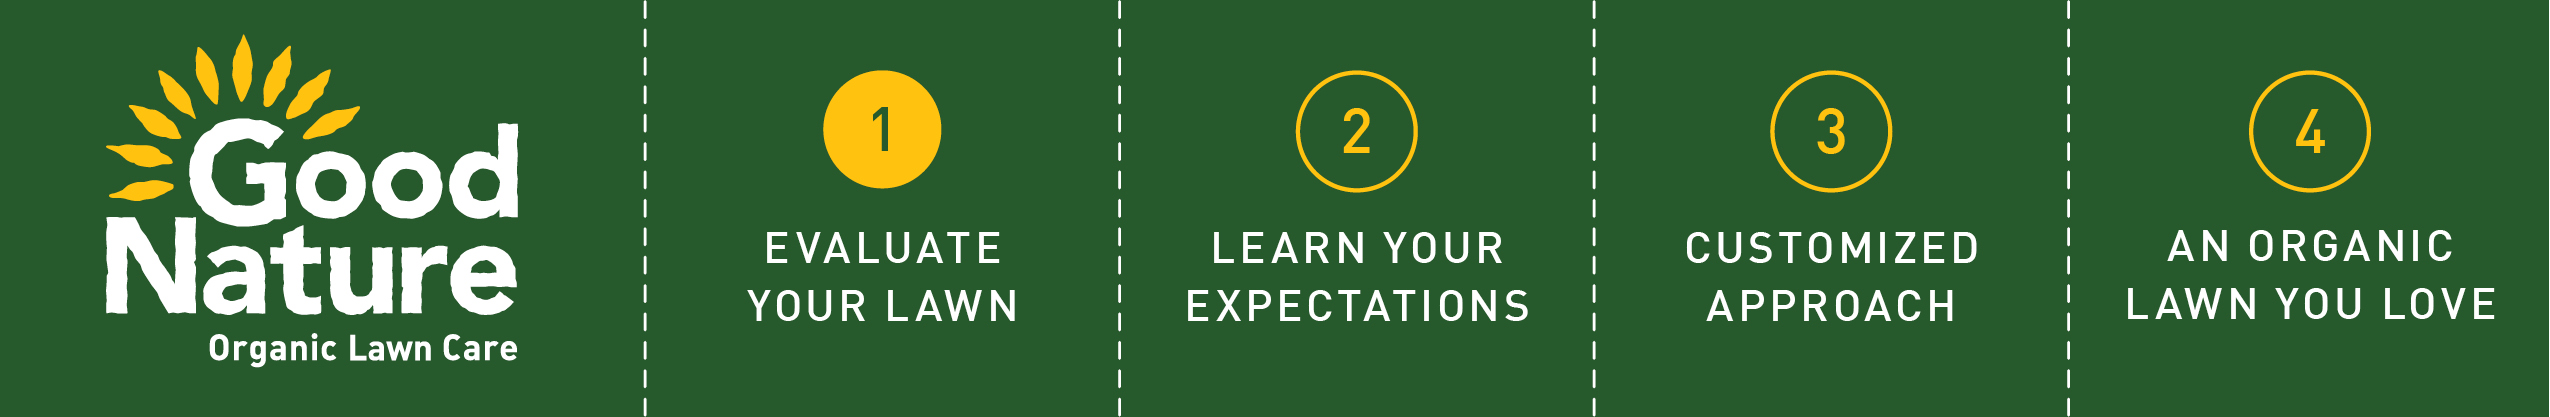 Good
Nature
Organic Lawn Care
1
EVALUATE
YOUR LAWN
2
LEARN YOUR
EXPECTATIONS
3
CUSTOMIZED
APPROACH
4
AN ORGANIC
LAWN YOU LOVE